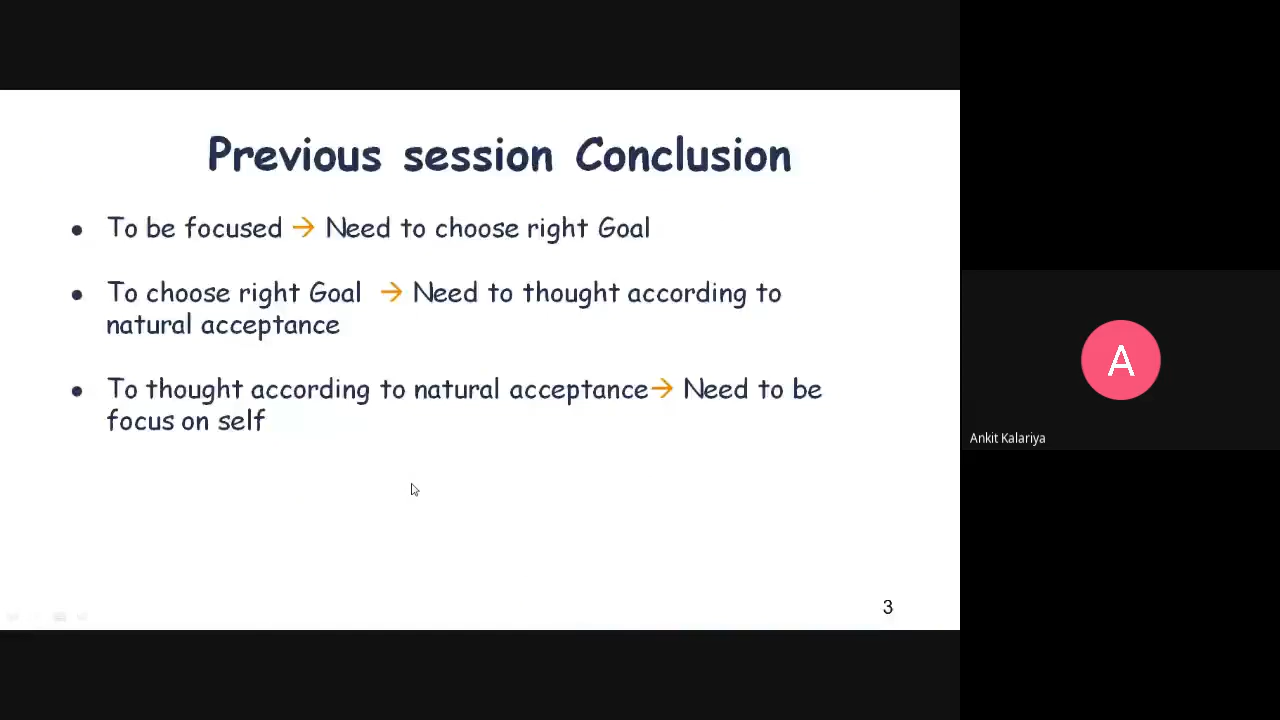 Previous session Conclusion
• To be focused → Need to choose right Goal
• To choose right Goal → Need to thought according to
natural acceptance
• To thought according to natural acceptance→ Need to be
focus on self
3
A
Ankit Kalariya